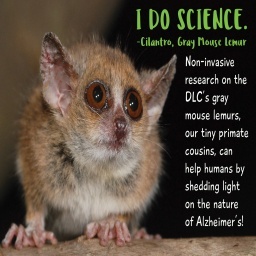 I DO SCIENCE.
-Cilantro, Gray Mouse Lemur
Non-invasive
research on the
DLC's gray
mouse lemurs,
our tiny primate
cousins, can
help humans by
shedding light
on the nature
of Alzheimer's!